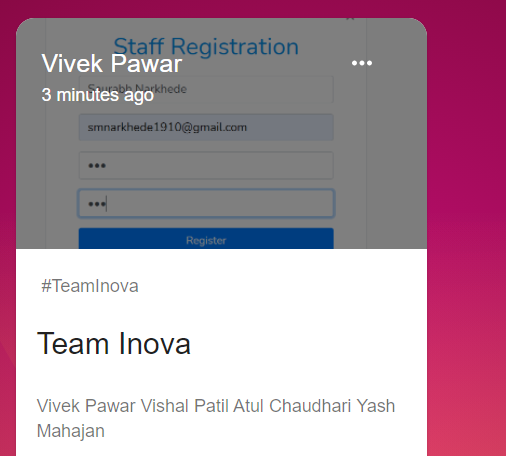 Staff Registration
Vivek Pawar
Saurabh Narkhede
3 minutes ago
smnarkhede1910@gmail.com
Register
#TeamInova
Team Inova
Vivek Pawar Vishal Patil Atul Chaudhari Yash
Mahajan